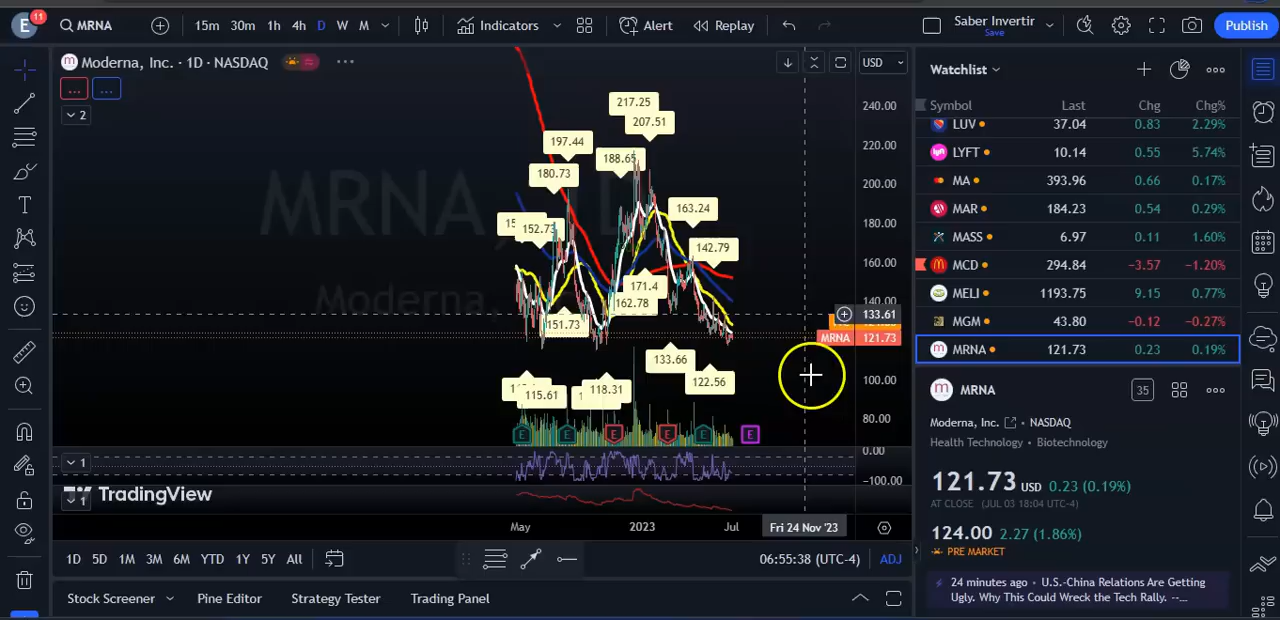 E 11 MRNA 15m 30m 1h 4h D W M Indicators Alert Replay Saber Invertir Save Publish
Moderna, Inc. · 1D · NASDAQ
USD
... ...
2
MRNA, 1D
Moderna,
217.25
207.51
197.44
188.65
180.73
163.24
152.73
142.79
171.4
162.78
151.73
133.66
122.56
118.31
115.61
240.00
220.00
200.00
180.00
160.00
140.00
133.61
MRNA 121.73
100.00
80.00
0.00
-100.00
E E E E E E
1
1
TradingView
May 2023 Jul Fri 24 Nov '23
1D 5D 1M 3M 6M YTD 1Y 5Y All 06:55:38 (UTC-4) ADJ
Stock Screener Pine Editor Strategy Tester Trading Panel
Watchlist
Symbol Last Chg Chg%
LUV 37.04 0.83 2.29%
LYFT 10.14 0.55 5.74%
MA 393.96 0.66 0.17%
MAR 184.23 0.54 0.29%
MASS 6.97 0.11 1.60%
MCD 294.84 −3.57 −1.20%
MELI 1193.75 9.15 0.77%
MGM 43.80 −0.12 −0.27%
MRNA 121.73 0.23 0.19%
MRNA 35
Moderna, Inc. · NASDAQ
Health Technology · Biotechnology
121.73 USD 0.23 (0.19%)
AT CLOSE (JUL 03 18:04 UTC-4)
124.00 2.27 (1.86%)
PRE MARKET
24 minutes ago · U.S.-China Relations Are Getting
Ugly. Why This Could Wreck the Tech Rally. --...